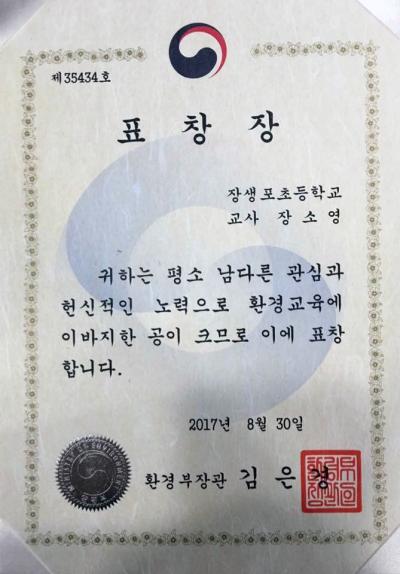 제35434호
표 창 장
장생포초등학교
교사 장소영
귀하는 평소 남다른 관심과
헌신적인 노력으로 환경교육에
이바지한 공이 크므로 이에 표창
합니다.
2017년 8월 30일
환경부장관 김 은 경